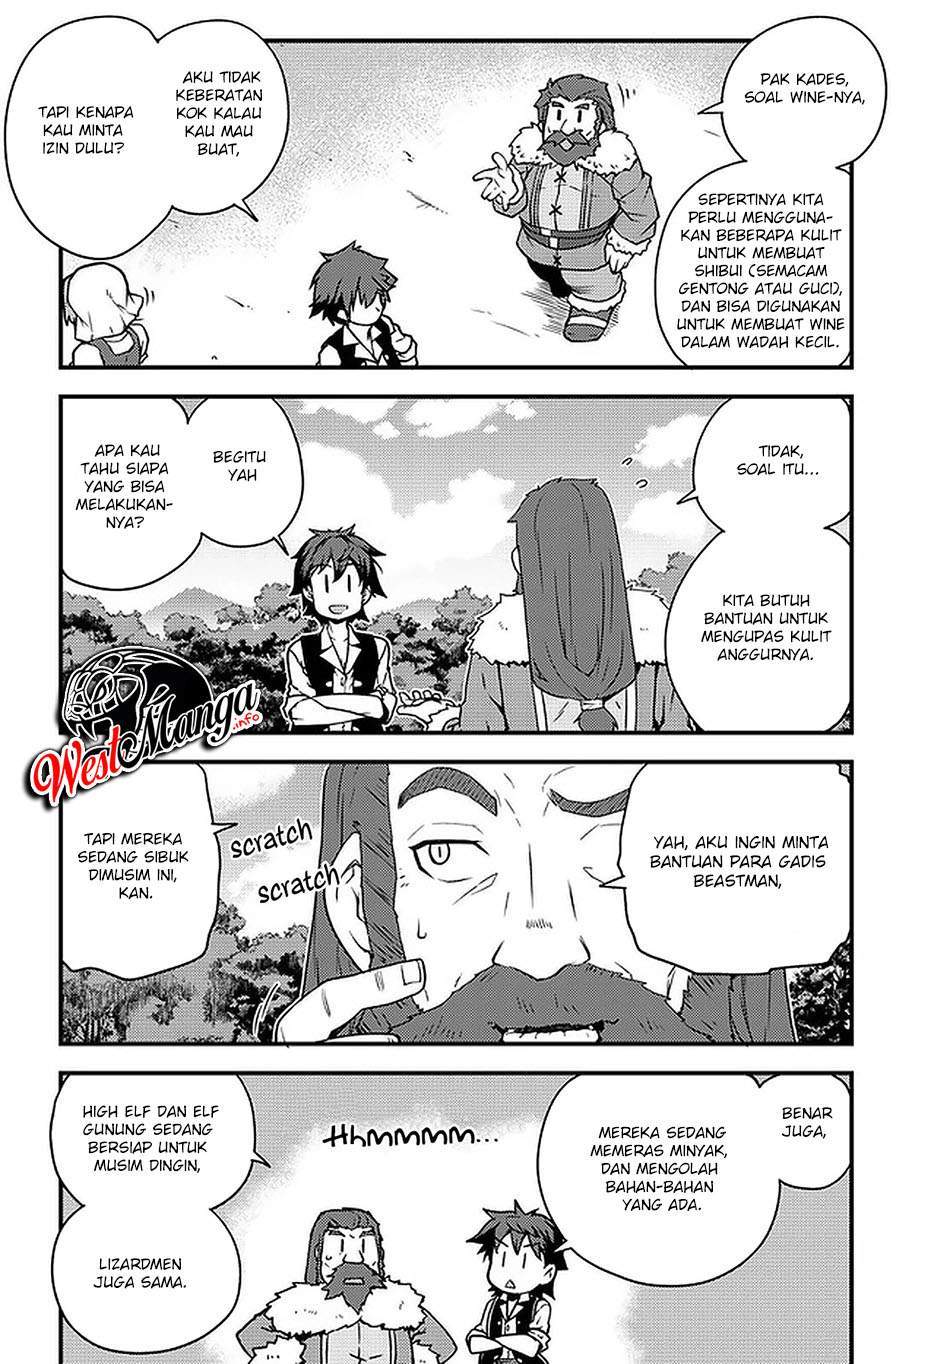 PAK KADES,
SOAL WINE-NYA,
SEPERTINYA KITA
PERLU MENGGUNA-
KAN BEBERAPA KULIT
UNTUK MEMBUAT
SHIBUI (SEMACAM
GENTONG ATAU GUCI),
DAN BISA DIGUNAKAN
UNTUK MEMBUAT WINE
DALAM WADAH KECIL.
AKU TIDAK
KEBERATAN
KOK KALAU
KAU MAU
BUAT,
TAPI KENAPA
KAU MINTA
IZIN DULU?
TIDAK,
SOAL ITU...
KITA BUTUH
BANTUAN UNTUK
MENGUPAS KULIT
ANGGURNYA.
BEGITU
YAH
APA KAU
TAHU SIAPA
YANG BISA
MELAKUKAN-
NYA?
WestManga
.info
YAH, AKU INGIN MINTA
BANTUAN PARA GADIS
BEASTMAN,
scratch
scratch
TAPI MEREKA
SEDANG SIBUK
DIMUSIM INI,
KAN.
BENAR
JUGA,
MEREKA SEDANG
MEMERAS MINYAK,
DAN MENGOLAH
BAHAN-BAHAN
YANG ADA.
Hhmmmm...
HIGH ELF DAN ELF
GUNUNG SEDANG
BERSIAP UNTUK
MUSIM DINGIN,
LIZARDMEN
JUGA SAMA.